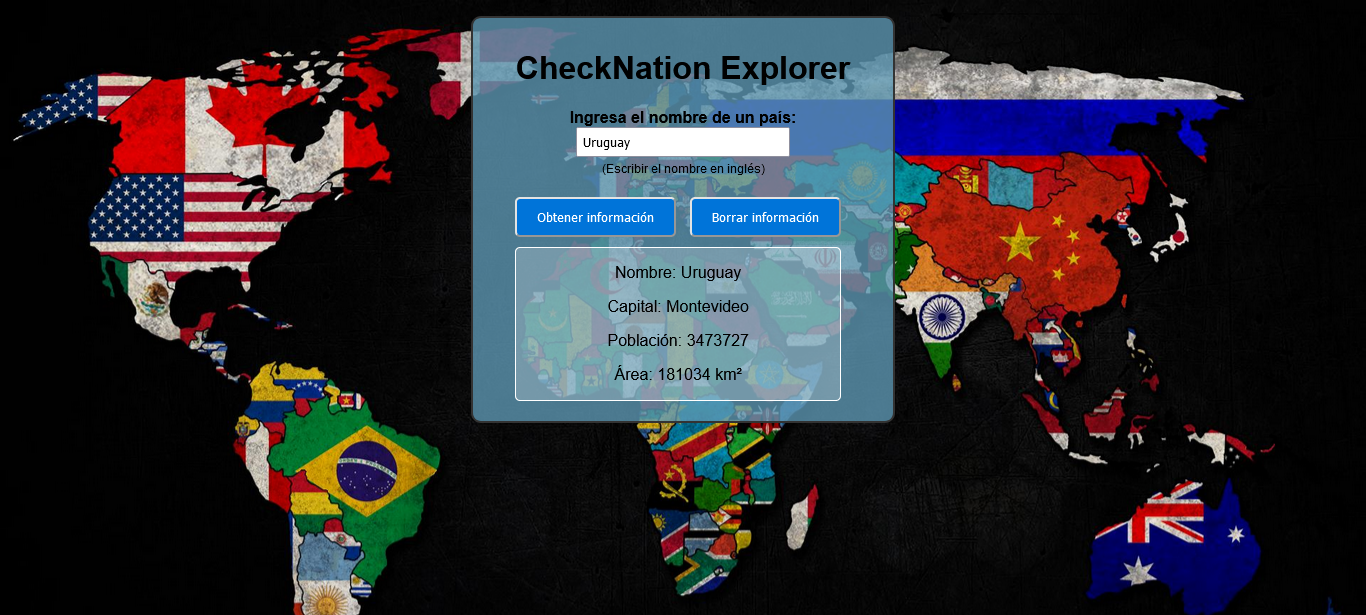 CheckNation Explorer
Ingresa el nombre de un país:
Uruguay
(Escribir el nombre en inglés)
Obtener información Borrar información
Nombre: Uruguay
Capital: Montevideo
Población: 3473727
Área: 181034 km²